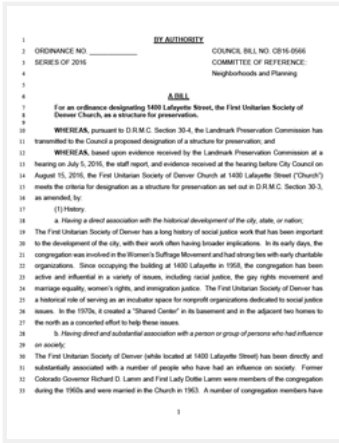 1 BY AUTHORITY
2 ORDINANCE NO. ____________ COUNCIL BILL NO. CB16-0566
3 SERIES OF 2016 COMMITTEE OF REFERENCE:
4 Neighborhoods and Planning
5
6 A BILL
7 For an ordinance designating 1400 Lafayette Street, the First Unitarian Society of
8 Denver Church, as a structure for preservation.
9
10 WHEREAS, pursuant to D.R.M.C. Section 30-4, the Landmark Preservation Commission has
11 transmitted to the Council a proposed designation of a structure for preservation; and
12 WHEREAS, based upon evidence received by the Landmark Preservation Commission at a
13 hearing on July 5, 2016, the staff report, and evidence received at the hearing before City Council on
14 August 15, 2016, the First Unitarian Society of Denver Church at 1400 Lafayette Street ("Church")
15 meets the criteria for designation as a structure for preservation as set out in D.R.M.C. Section 30-3,
16 as amended, by:
17 (1) History.
18 a. Having a direct association with the historical development of the city, state, or nation;
19 The First Unitarian Society of Denver has a long history of social justice work that has been important
20 to the development of the city, with their work often having broader implications. In its early days, the
21 congregation was involved in the Women's Suffrage Movement and had strong ties with early charitable
22 organizations. Since occupying the building at 1400 Lafayette in 1958, the congregation has been
23 active and influential in a variety of issues, including racial justice, the gay rights movement and
24 marriage equality, women's rights, and immigration justice. The First Unitarian Society of Denver has
25 a historical role of serving as an incubator space for nonprofit organizations dedicated to social justice
26 issues. In the 1970s, it created a "Shared Center" in its basement and in the adjacent two homes to
27 the north as a concerted effort to help these issues.
28 b. Having direct and substantial association with a person or group of persons who had influence
29 on society;
30 The First Unitarian Society of Denver (while located at 1400 Lafayette Street) has been directly and
31 substantially associated with a number of people who have had an influence on society. Former
32 Colorado Governor Richard D. Lamm and First Lady Dottie Lamm were members of the congregation
33 during the 1960s and were married in the Church in 1963. A number of congregation members have
1